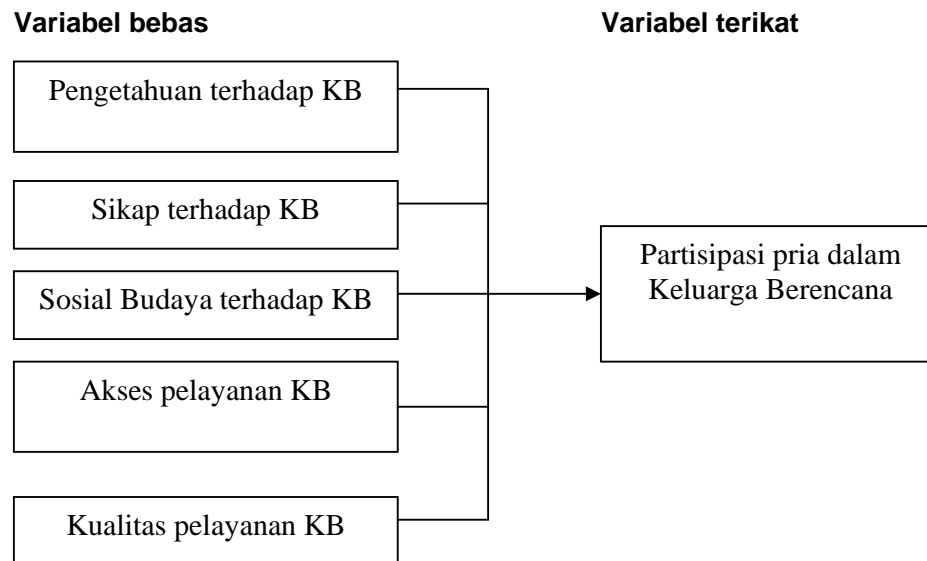 Variabel bebas
Variabel terikat
Pengetahuan terhadap KB
Sikap terhadap KB
Sosial Budaya terhadap KB
Akses pelayanan KB
Kualitas pelayanan KB
Partisipasi pria dalam
Keluarga Berencana